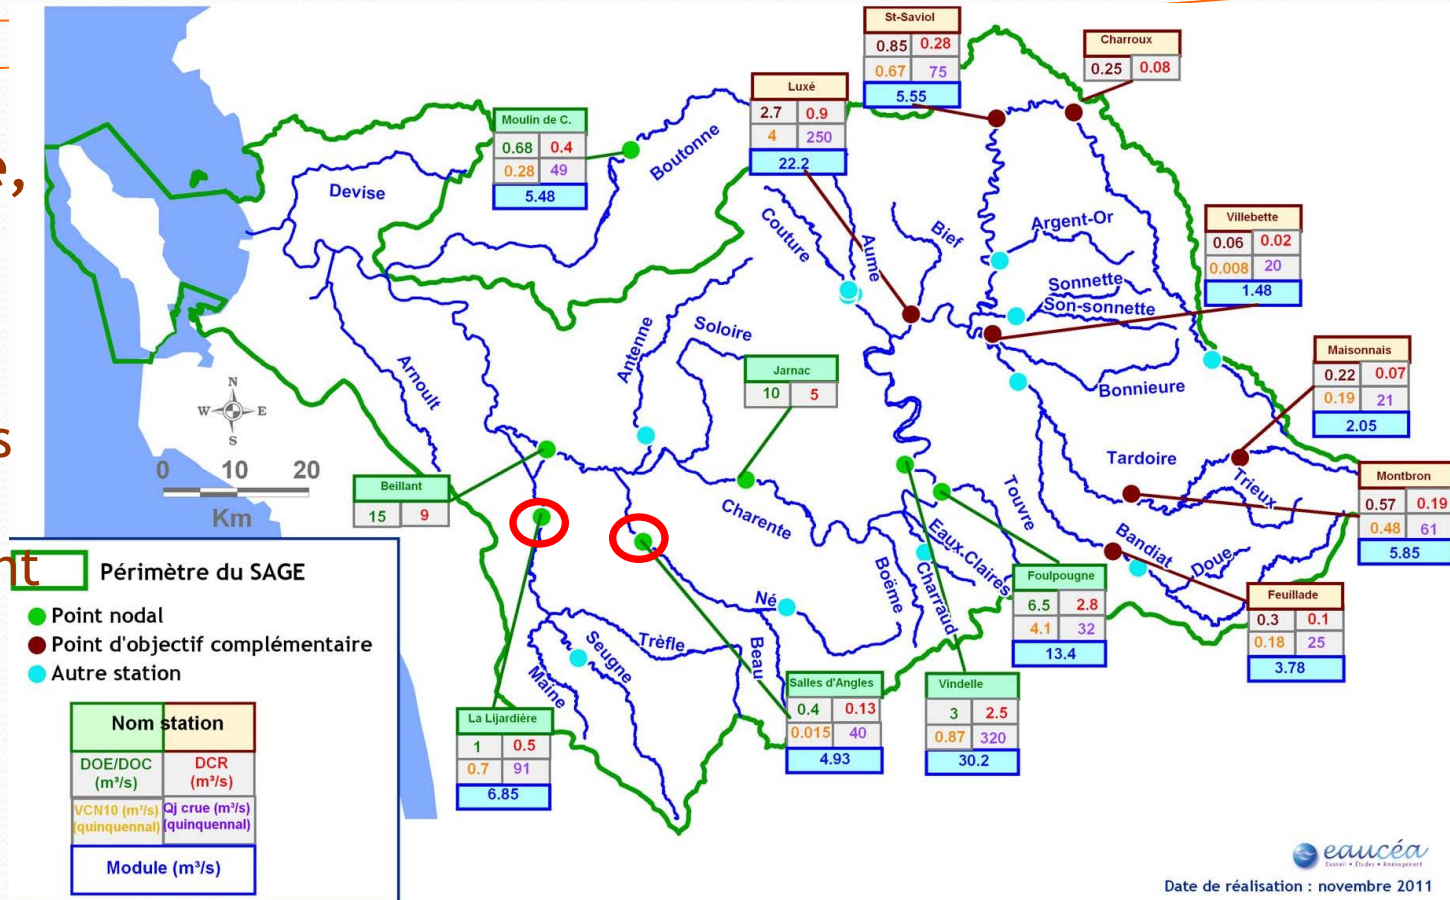 St-Saviol
0.85 0.28
0.67 75
5.55
Charroux
0.25 0.08
Luxé
2.7 0.9
4 250
22.2
Moulin de C.
0.68 0.4
0.28 49
5.48
Boutonne
Devise
e,
Couture
Aume
Bief
Argent-Or
Villebette
0.06 0.02
0.008 20
1.48
Sonnette
Son-sonnette
Antenne
Soloire
Arnoult
Jarnac
10 5
Bonnieure
Maisonnais
0.22 0.07
0.19 21
2.05
N
W E
S
s
0 10 20
Km
Beillant
15 9
Charente
Touvre
Tardoire
Trieux
Montbron
0.57 0.19
0.48 61
5.85
Bandiat
Doue
Eaux.Claires
Charraud
Boëme
Foulpougne
6.5 2.8
4.1 32
13.4
Feuillade
0.3 0.1
0.18 25
3.78
nt
Périmètre du SAGE
Point nodal
Point d'objectif complémentaire
Autre station
Né
Beau
Trèfle
Seugne
Maine
La Lijardière
1 0.5
0.7 91
6.85
Salles d'Angles
0.4 0.13
0.015 40
4.93
Vindelle
3 2.5
0.87 320
30.2
Nom station
DOE/DOC DCR
(m³/s) (m³/s)
VCN10 (m³/s) Qj crue (m³/s)
(quinquennal) (quinquennal)
Module (m³/s)
eaucéa
Conseil • Études • Aménagement
Date de réalisation : novembre 2011